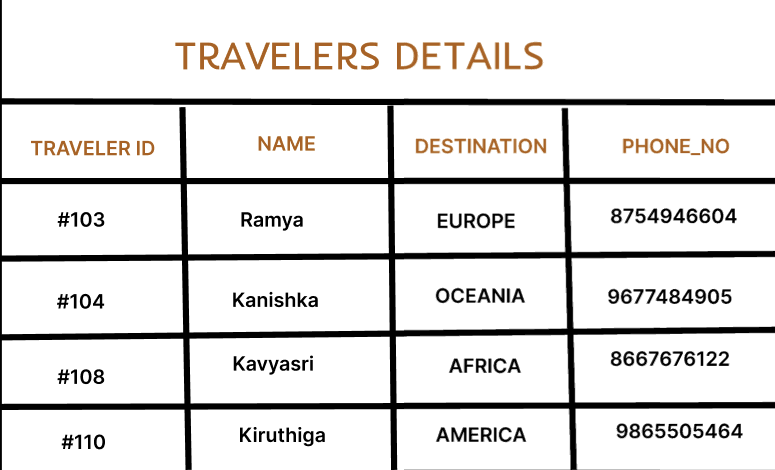 TRAVELERS DETAILS
TRAVELER ID NAME DESTINATION PHONE_NO
#103 Ramya EUROPE 8754946604
#104 Kanishka OCEANIA 9677484905
#108 Kavyasri AFRICA 8667676122
#110 Kiruthiga AMERICA 9865505464